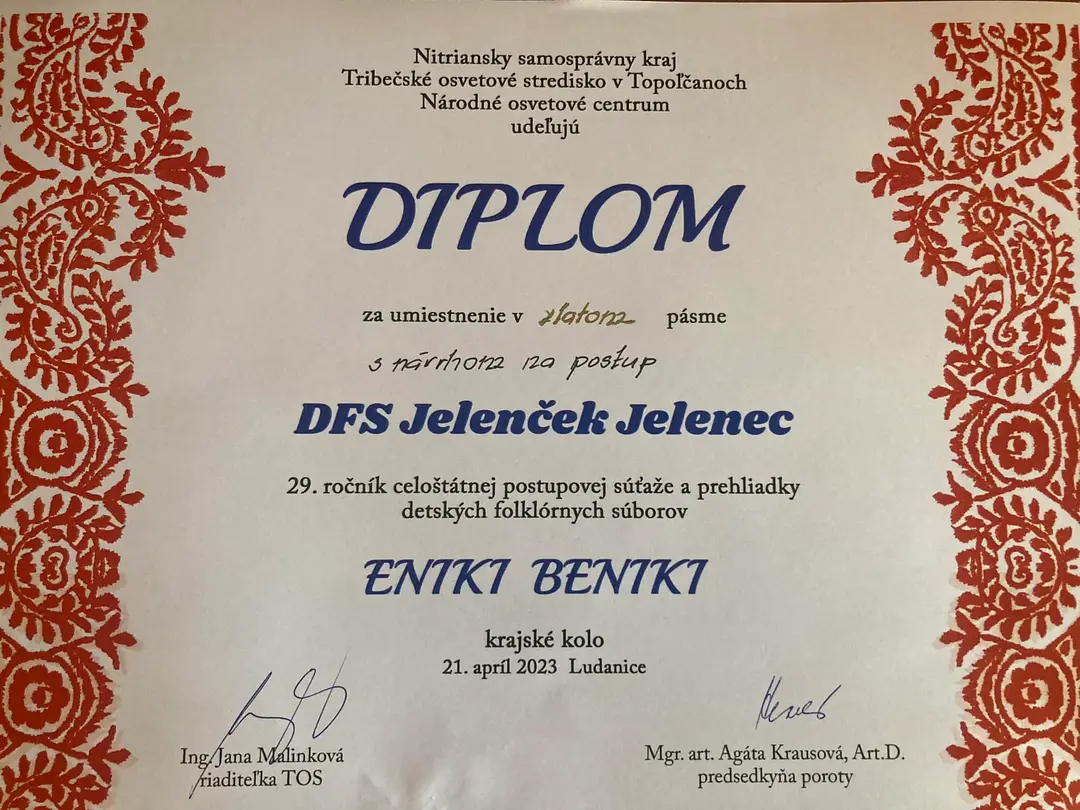 Nitriansky samosprávny kraj
Tribečské osvetové stredisko v Topoľčanoch
Národné osvetové centrum
udeľujú
DIPLOM
za umiestnenie v zlatom pásme
s návrhom na postup
DFS Jelenček Jelenec
29. ročník celoštátnej postupovej súťaže a prehliadky
detských folklórnych súborov
ENIKI BENIKI
krajské kolo
21. apríl 2023 Ludanice
Ing. Jana Malinková
riaditeľka TOS
Mgr. art. Agáta Krausová, Art.D.
predsedkyňa poroty